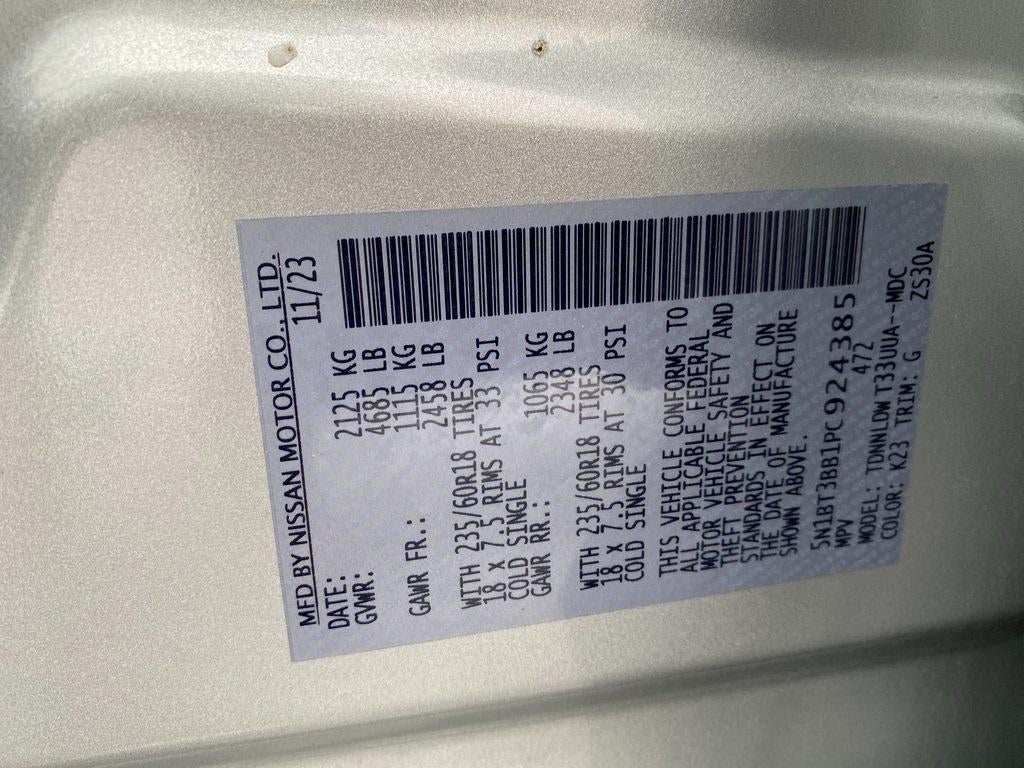 MFD BY NISSAN MOTOR CO., LTD.
DATE: 11/23
GVWR: 2125 KG
4685 LB
GAWR FR.: 1115 KG
2458 LB
WITH 235/60R18 TIRES
18 X 7.5 RIMS AT 33 PSI
COLD SINGLE
GAWR RR.: 1065 KG
2348 LB
WITH 235/60R18 TIRES
18 X 7.5 RIMS AT 30 PSI
COLD SINGLE
THIS VEHICLE CONFORMS TO
ALL APPLICABLE FEDERAL
MOTOR VEHICLE SAFETY AND
THEFT PREVENTION
STANDARDS IN EFFECT ON
THE DATE OF MANUFACTURE
SHOWN ABOVE.
5N1BT3BB1PC924385
MPV 472
MODEL: TDNNLDW T33UUA--MDC
COLOR: K23 TRIM: G ZS30A